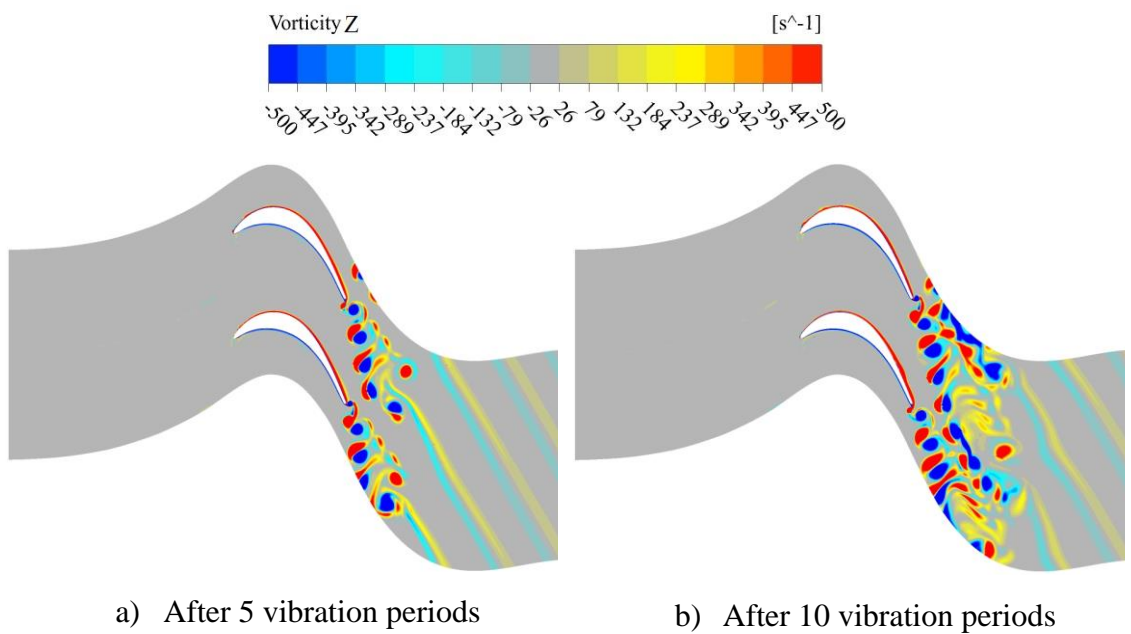 Vorticity Z [s^-1]
-500 -447 -395 -342 -289 -237 -184 -132 -79 -26 26 79 132 184 237 289 342 395 447 500
a) After 5 vibration periods b) After 10 vibration periods